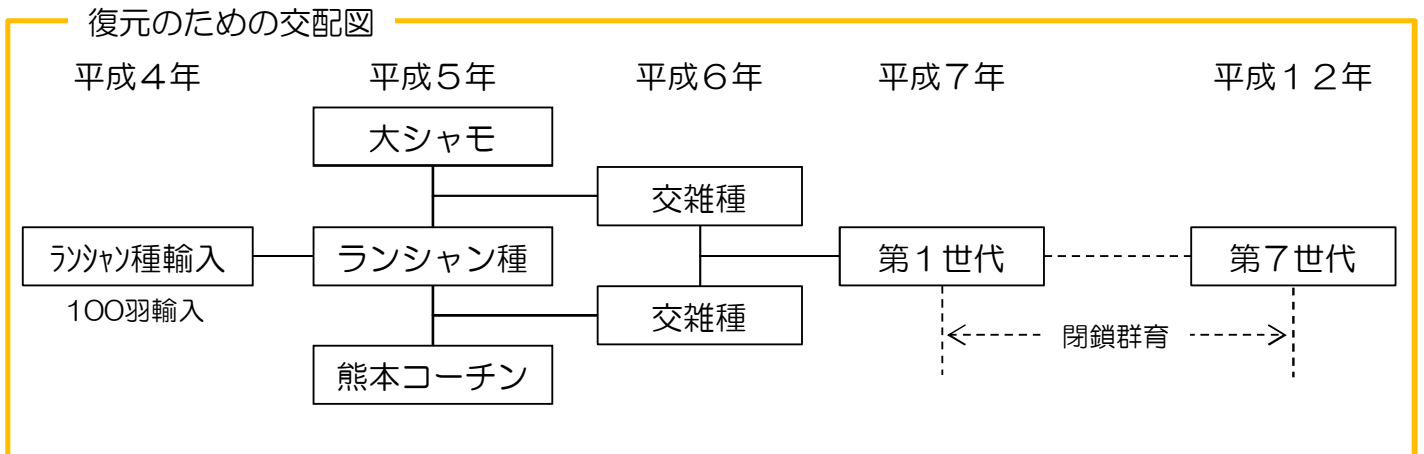 復元のための交配図
平成４年 平成５年 平成６年 平成７年 平成１２年
大シャモ
交雑種
ﾗﾝｼｬﾝ種輸入 ランシャン種 第１世代 第７世代
100羽輸入
交雑種
閉鎖群育
熊本コーチン